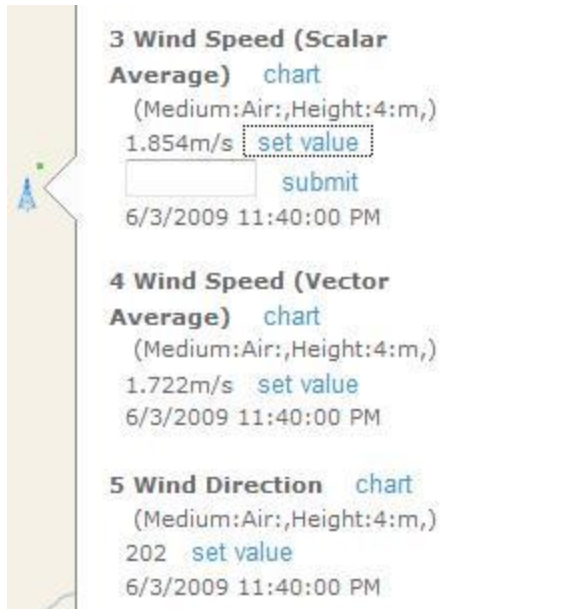 3 Wind Speed (Scalar
Average) chart
(Medium:Air:,Height:4:m,)
1.854m/s set value
submit
6/3/2009 11:40:00 PM
4 Wind Speed (Vector
Average) chart
(Medium:Air:,Height:4:m,)
1.722m/s set value
6/3/2009 11:40:00 PM
5 Wind Direction chart
(Medium:Air:,Height:4:m,)
202 set value
6/3/2009 11:40:00 PM